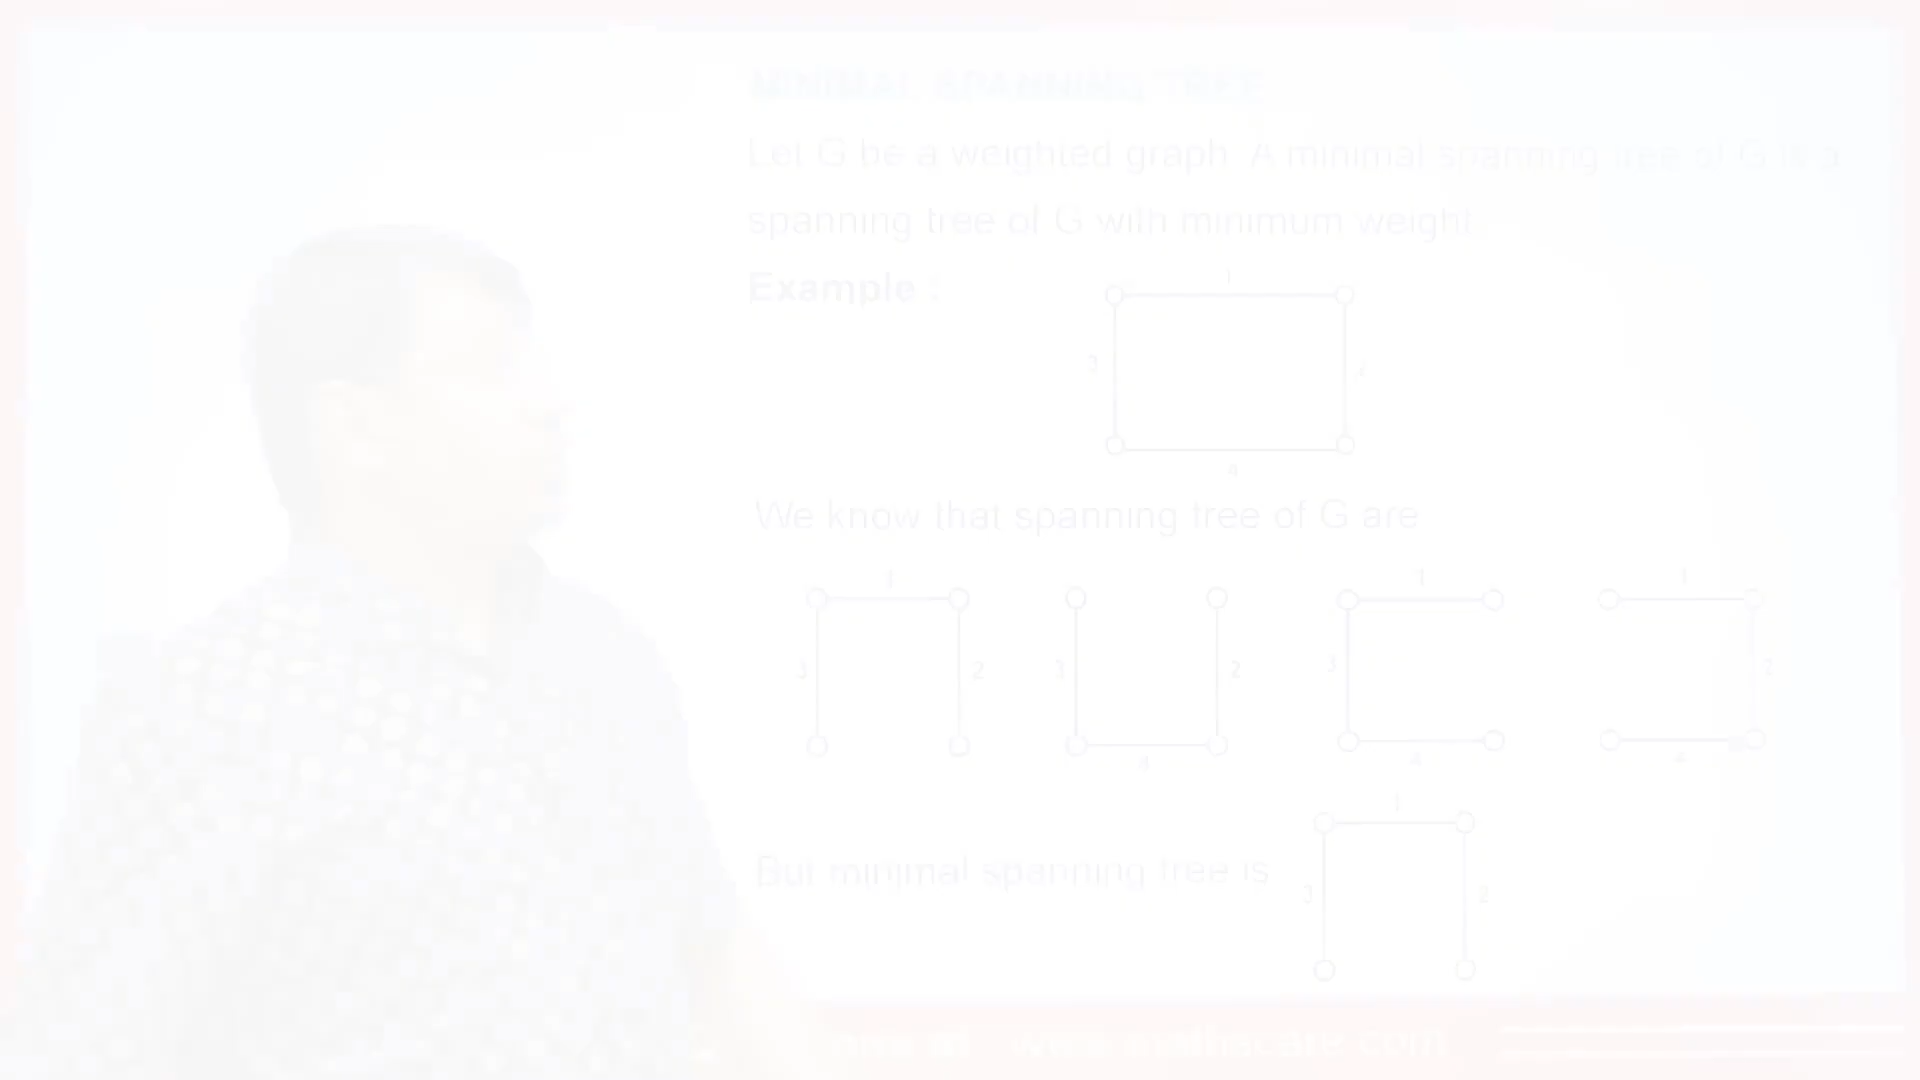 MINIMAL SPANNING TREE
Let G be a weighted graph. A minimal spanning tree of G is a
spanning tree of G with minimum weight.
Example :
1
3 2
4
We know that spanning tree of G are
1 1 1
3 2 3 2 3 2
4 4 4
1
But minimal spanning tree is
3 2